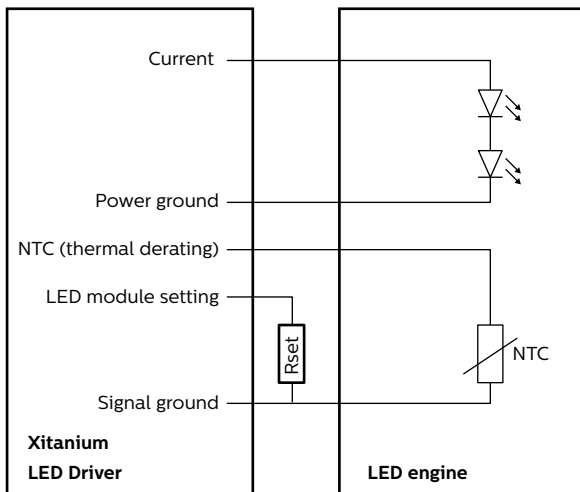 Current
Power ground
NTC (thermal derating)
LED module setting
Rset
NTC
Signal ground
Xitanium
LED Driver
LED engine